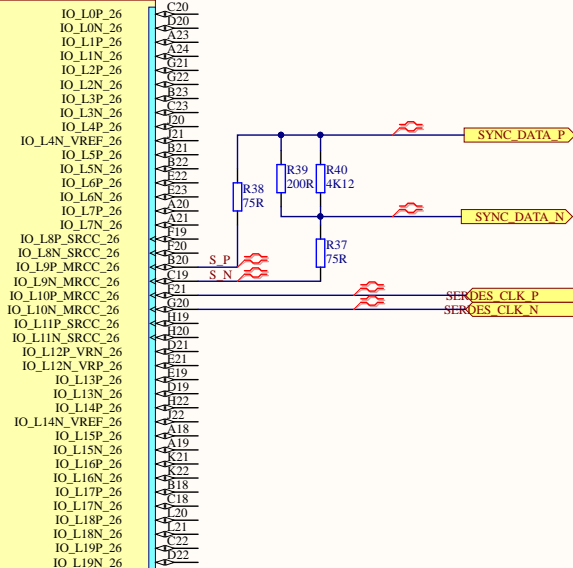 IO_L0P_26 C20
IO_L0N_26 D20
IO_L1P_26 A23
IO_L1N_26 A24
IO_L2P_26 G21
IO_L2N_26 G22
IO_L3P_26 B23
IO_L3N_26 C23
IO_L4P_26 J20
IO_L4N_VREF_26 J21
SYNC_DATA_P
IO_L5P_26 B21
IO_L5N_26 B22
IO_L6P_26 E22
IO_L6N_26 E23
R38
75R
R39
200R
R40
4K12
IO_L7P_26 A20
IO_L7N_26 A21
SYNC_DATA_N
IO_L8P_SRCC_26 F19
IO_L8N_SRCC_26 F20
R37
75R
IO_L9P_MRCC_26 B20 S_P
IO_L9N_MRCC_26 C19 S_N
IO_L10P_MRCC_26 F21 SERDES_CLK_P
IO_L10N_MRCC_26 G20 SERDES_CLK_N
IO_L11P_SRCC_26 H19
IO_L11N_SRCC_26 H20
IO_L12P_VRN_26 D21
IO_L12N_VRP_26 E21
IO_L13P_26 E19
IO_L13N_26 D19
IO_L14P_26 H22
IO_L14N_VREF_26 J22
IO_L15P_26 A18
IO_L15N_26 A19
IO_L16P_26 K21
IO_L16N_26 K22
IO_L17P_26 B18
IO_L17N_26 C18
IO_L18P_26 L20
IO_L18N_26 L21
IO_L19P_26 C22
IO_L19N_26 D22